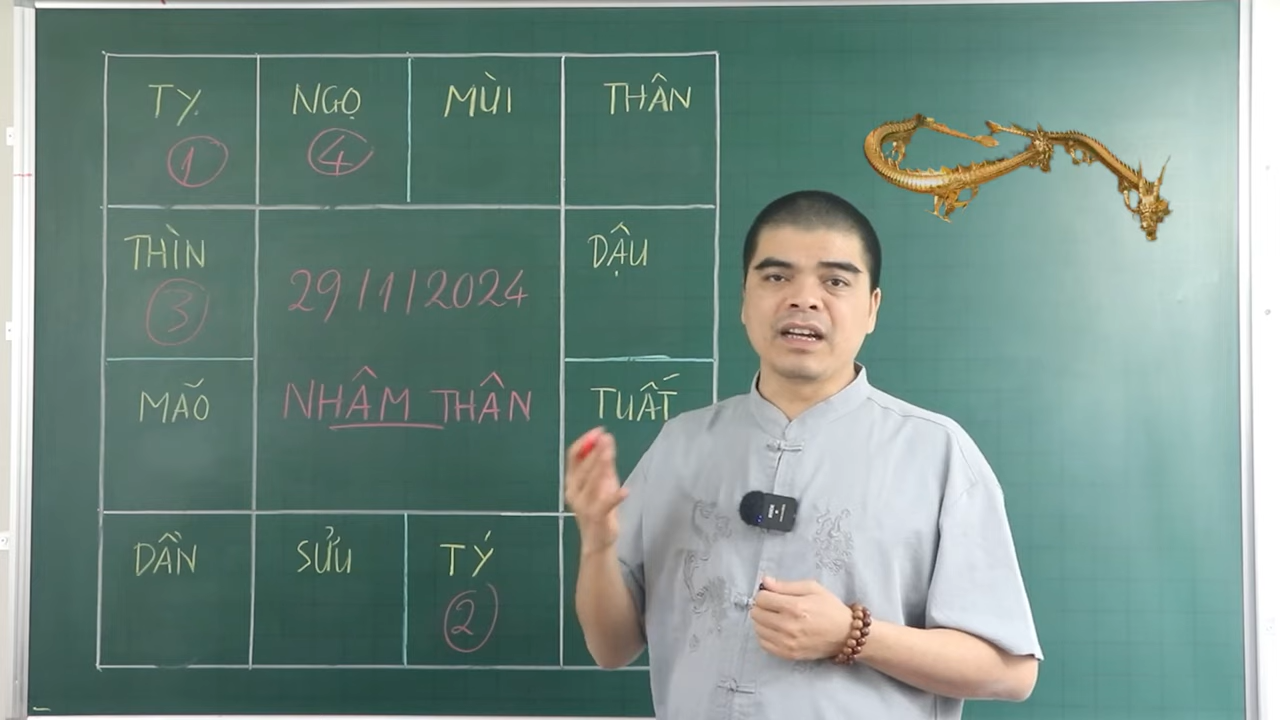 TỴ NGỌ MÙI THÂN
1 4
THÌN DẬU
3
29/1/2024
MÃO NHÂM THÂN TUẤT
DẦN SỬU TÝ
2